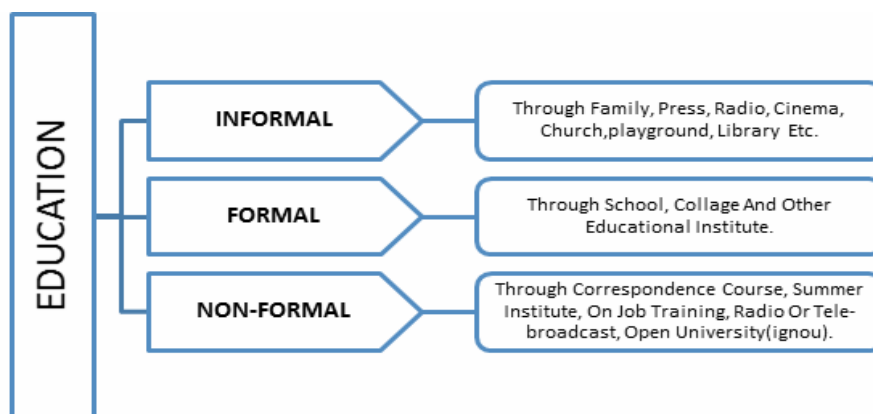 EDUCATION
INFORMAL
Through Family, Press, Radio, Cinema,
Church,playground, Library Etc.
FORMAL
Through School, Collage And Other
Educational Institute.
NON-FORMAL
Through Correspondence Course, Summer
Institute, On Job Training, Radio Or Tele-
broadcast, Open University(ignou).